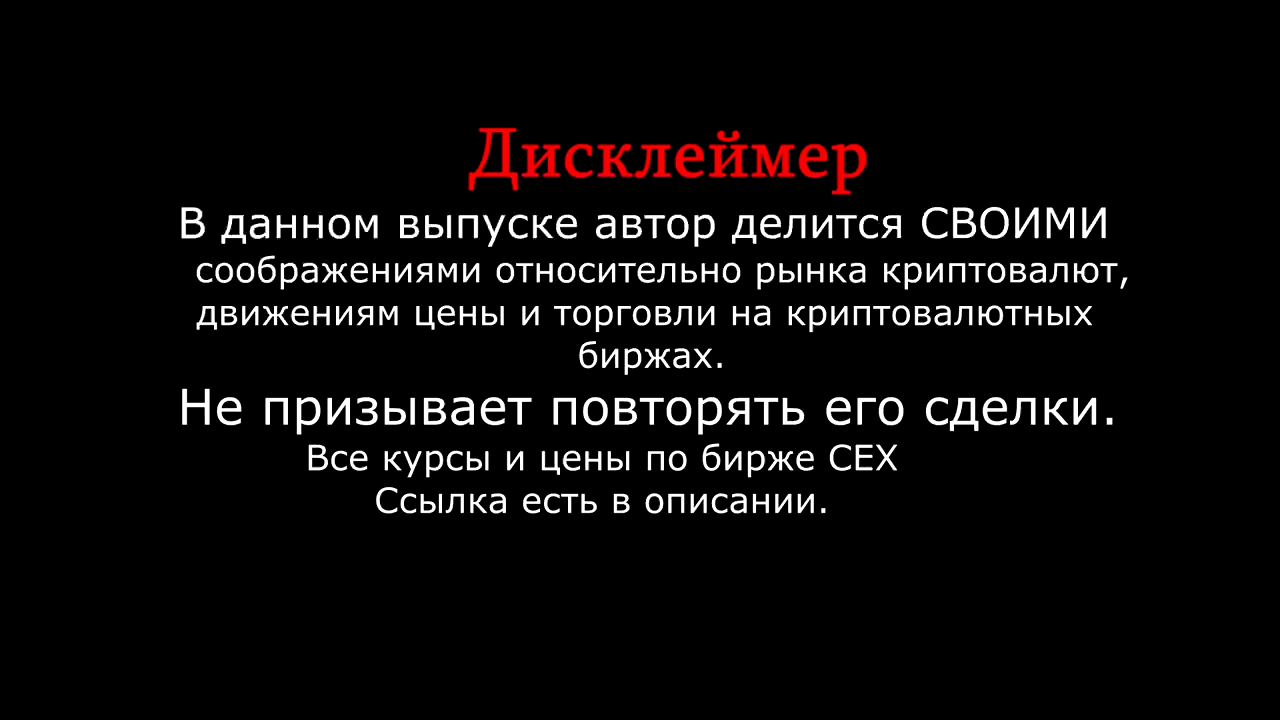 Дисклеймер
В данном выпуске автор делится СВОИМИ
соображениями относительно рынка криптовалют,
движениям цены и торговли на криптовалютных
биржах.
Не призывает повторять его сделки.
Все курсы и цены по бирже CEX
Ссылка есть в описании.